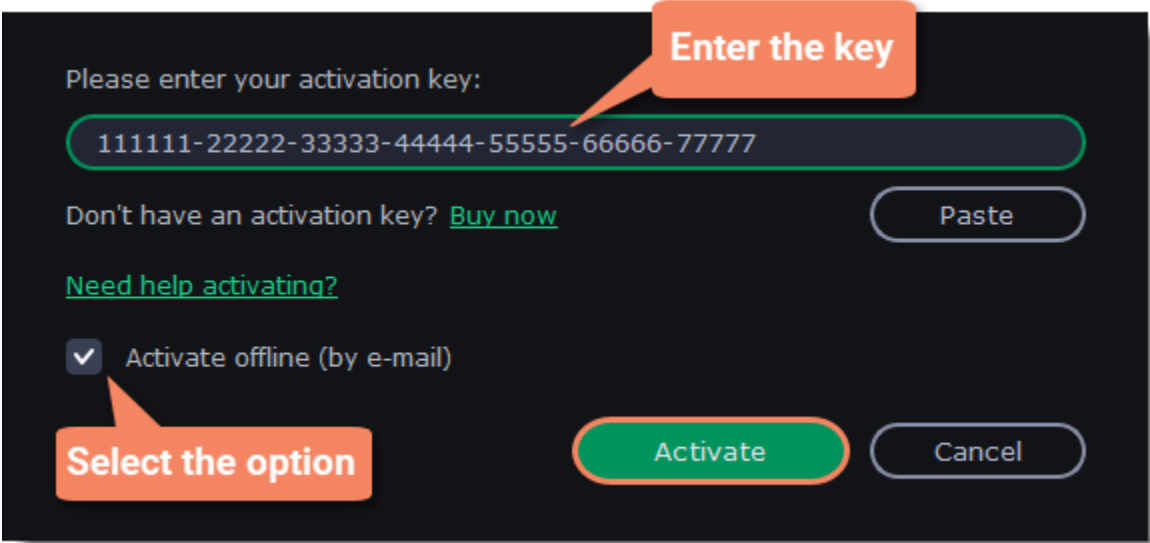 Enter the key
Please enter your activation key:
111111-22222-33333-44444-55555-66666-77777
Don't have an activation key? Buy now
Paste
Need help activating?
Activate offline (by e-mail)
Select the option
Activate
Cancel